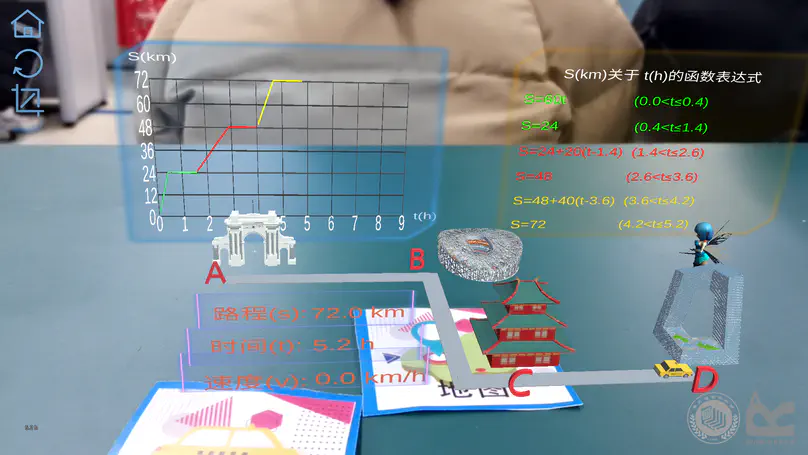 S(km)
72
60
48
36
24
12
0
0 1 2 5 5 6 7 8 9 t(h)
S(km)关于 t(h)的函数表达式
S=60t (0.0<t≤0.4)
S=24 (0.4<t≤1.4)
S=24+20(t-1.4) (1.4<t≤2.6)
S=48 (2.6<t≤3.6)
S=48+40(t-3.6) (3.6<t≤4.2)
S=72 (4.2<t≤5.2)
A
B
路程(s): 72.0 km
时间(t): 5.2 h
速度(v): 0.0 km/h
地图
C
D